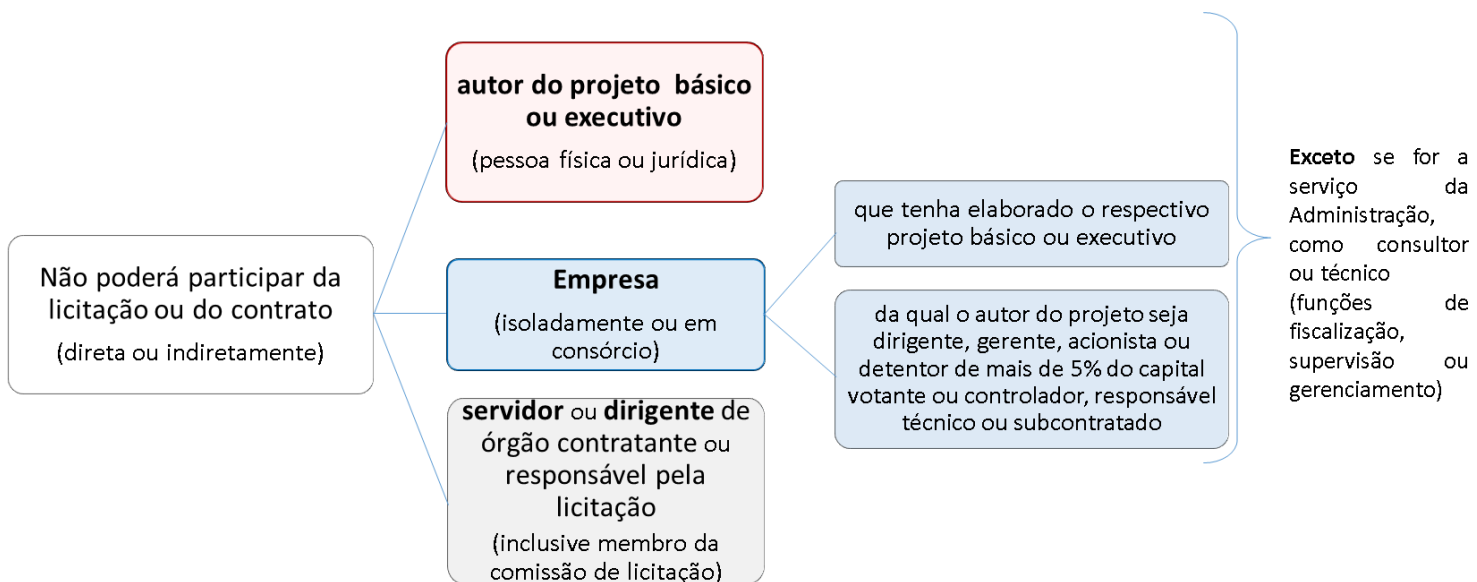 Não poderá participar da
licitação ou do contrato
(direta ou indiretamente)
autor do projeto básico
ou executivo
(pessoa física ou jurídica)
Empresa
(isoladamente ou em
consórcio)
servidor ou dirigente de
órgão contratante ou
responsável pela
licitação
(inclusive membro da
comissão de licitação)
que tenha elaborado o respectivo
projeto básico ou executivo
da qual o autor do projeto seja
dirigente, gerente, acionista ou
detentor de mais de 5% do capital
votante ou controlador, responsável
técnico ou subcontratado
Exceto se for a
serviço da
Administração,
como consultor
ou técnico
(funções de
fiscalização,
supervisão ou
gerenciamento)